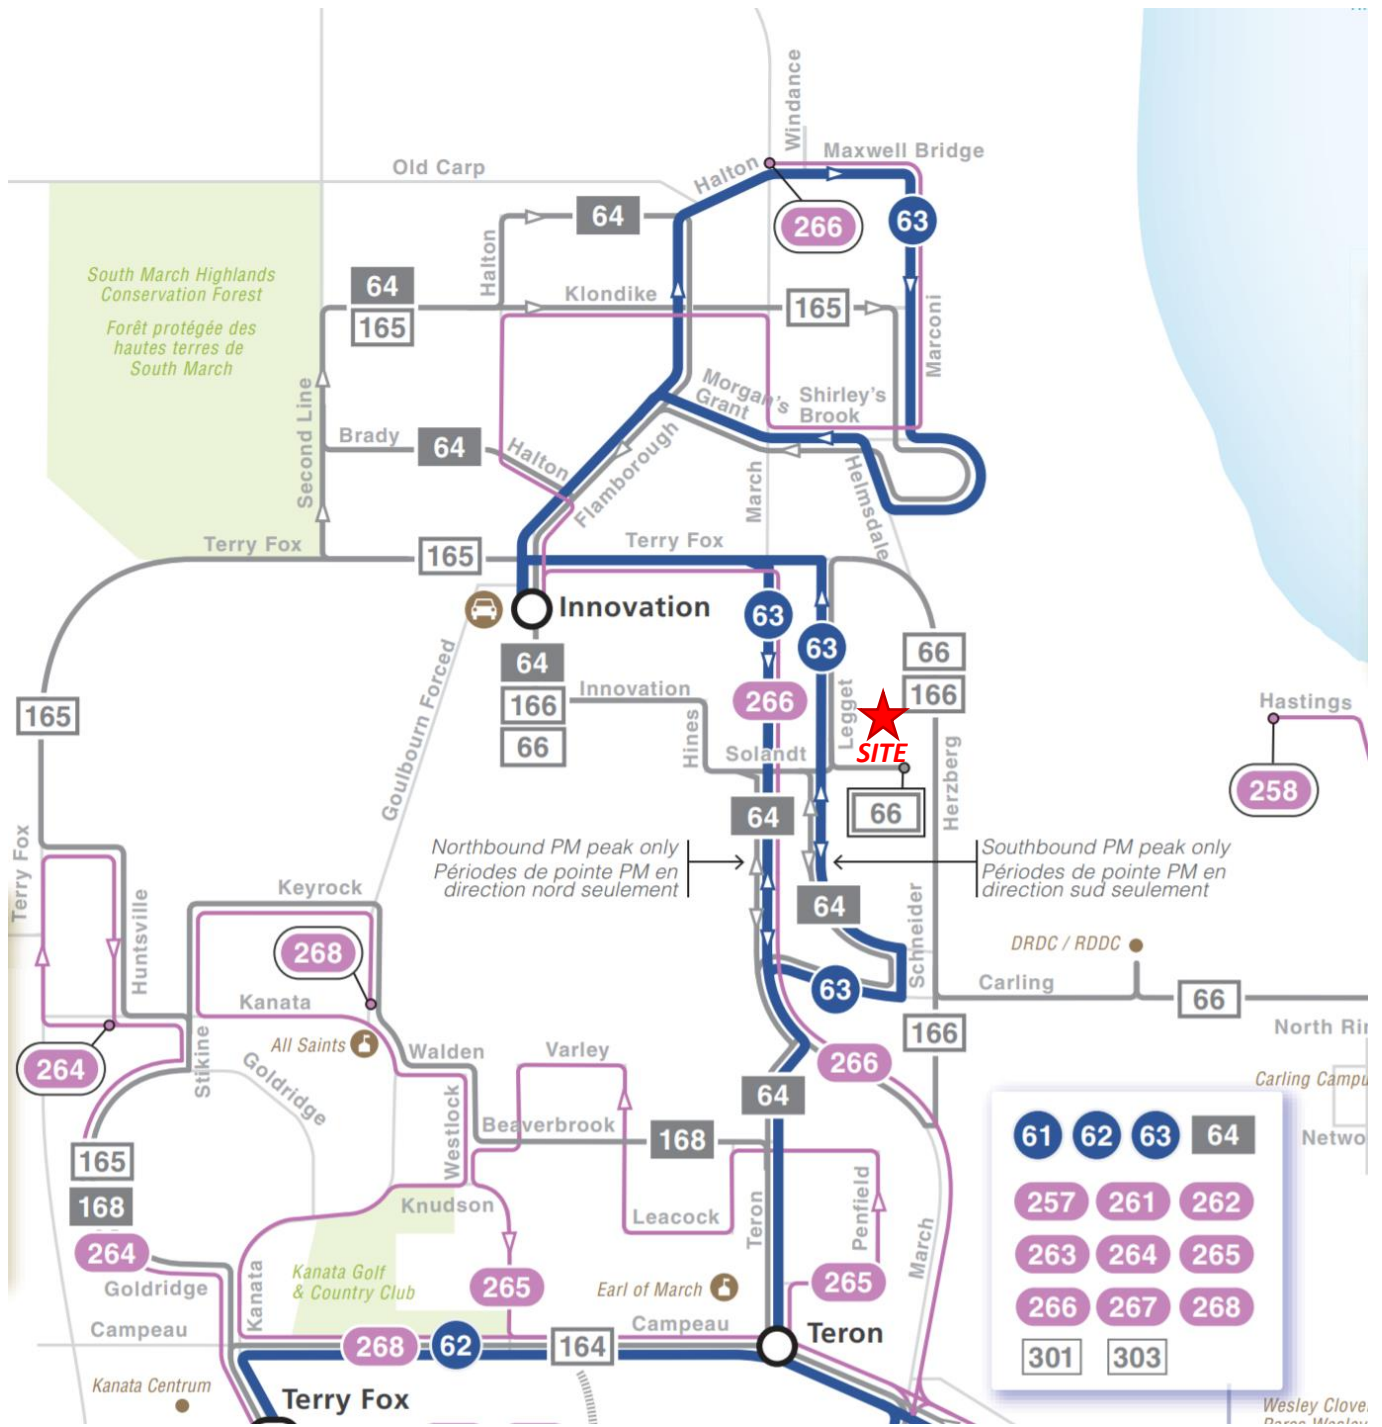 Windance
Maxwell Bridge
Halton
Old Carp
64
266
63
Halton
South March Highlands
Conservation Forest
Forêt protégée des
hautes terres de
South March
64
165
Klondike
165
Marconi
Second Line
Morgan's
Grant
Shirley's
Brook
Brady
64
Halton
Flamborough
March
Helmsdale
Terry Fox
165
Terry Fox
Innovation
63
63
64
166
66
Innovation
Hines
266
Legget
66
166
SITE
Herzberg
Solandt
66
64
165
Goulbourn Forced
Hastings
258
Northbound PM peak only
Périodes de pointe PM en
direction nord seulement
Southbound PM peak only
Périodes de pointe PM en
direction sud seulement
Terry Fox
Huntsville
Keyrock
268
Kanata
All Saints
64
Schneider
63
DRDC / RDDC
Carling
66
166
North Rin
264
Stikine
Goldridge
Walden
Westlock
Varley
Beaverbrook
168
64
266
Carling Campu
Netwo
165
168
264
Goldridge
Knudson
Leacock
Teron
Penfield
265
March
Kanata
Kanata Golf
& Country Club
265
Earl of March
Campeau
268
62
164
Campeau
Teron
Kanata Centrum
Terry Fox
61 62 63 64
257 261 262
263 264 265
266 267 268
301 303
Wesley Clove